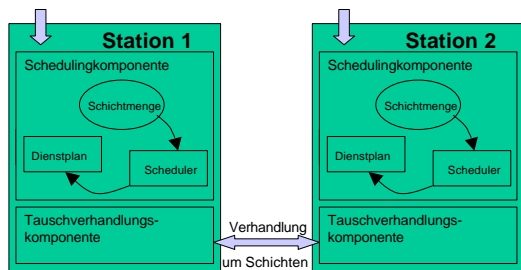 Station 1
Schedulingkomponente
Schichtmenge
Dienstplan
Scheduler
Tauschverhandlungs-
komponente
Verhandlung
um Schichten
Station 2
Schedulingkomponente
Schichtmenge
Dienstplan
Scheduler
Tauschverhandlungs-
komponente